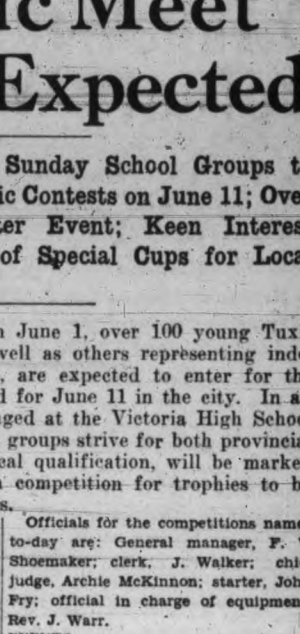 ic Meet
Expected
Sunday School Groups t
ic Contests on June 11; Ove
ter Event; Keen Interes
of Special Cups for Loca
n June 1, over 100 young Tux
well as others representing inde
, are expected to enter for th
d for June 11 in the city. In a
nged at the Victoria High Schoo
groups strive for both provincia
cal qualification, will be marke
competition for trophies to b
s.
Officials for the competitions name
to-day are: General manager, F. 
Shoemaker; clerk, J. Walker; chi
judge, Archie McKinnon; starter, Joh
Fry; official in charge of equipmen
Rev. J. Warr.